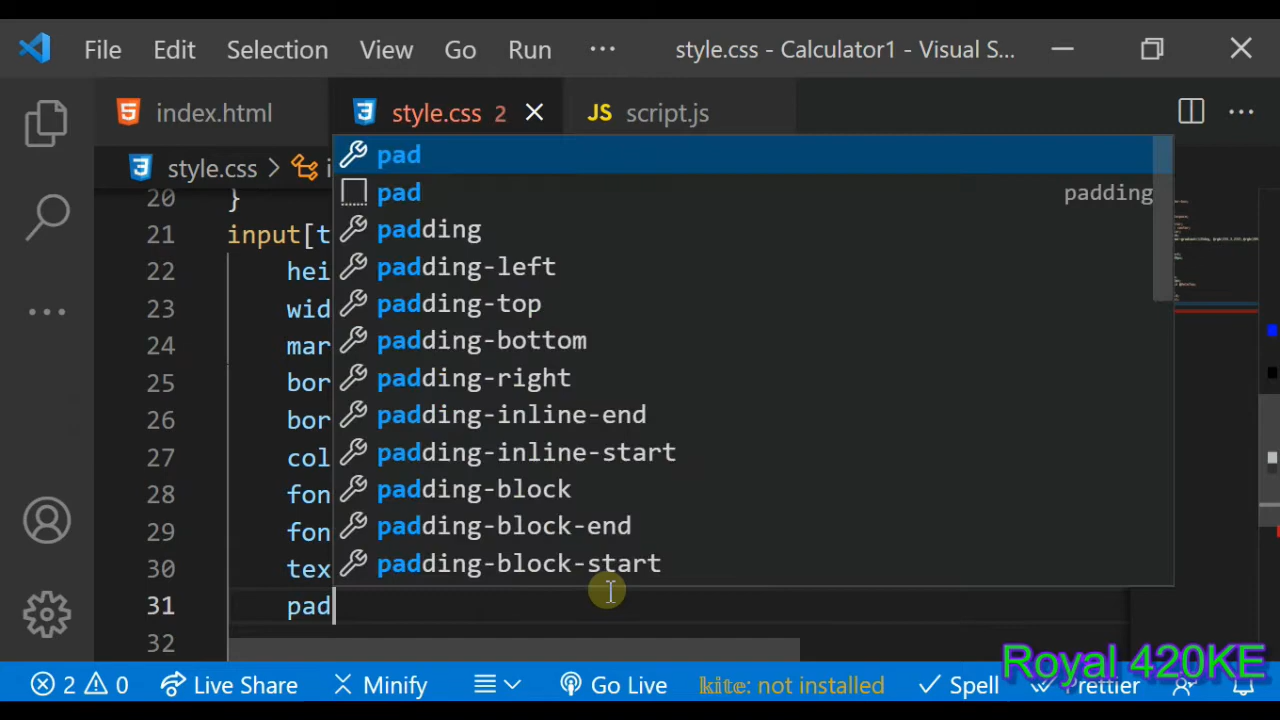 File Edit Selection View Go Run ··· style.css - Calculator1 - Visual S...
index.html style.css 2 JS script.js ···
style.css > i
20 }
21 input[t
22 hei
23 wid
24 mar
25 bor
26 bor
27 col
28 fon
29 fon
30 tex
31 pad
32
pad
pad padding
padding
padding-left
padding-top
padding-bottom
padding-right
padding-inline-end
padding-inline-start
padding-block
padding-block-end
padding-block-start
Royal 420KE
2 0 Live Share Minify Go Live kite: not installed Spell Prettier